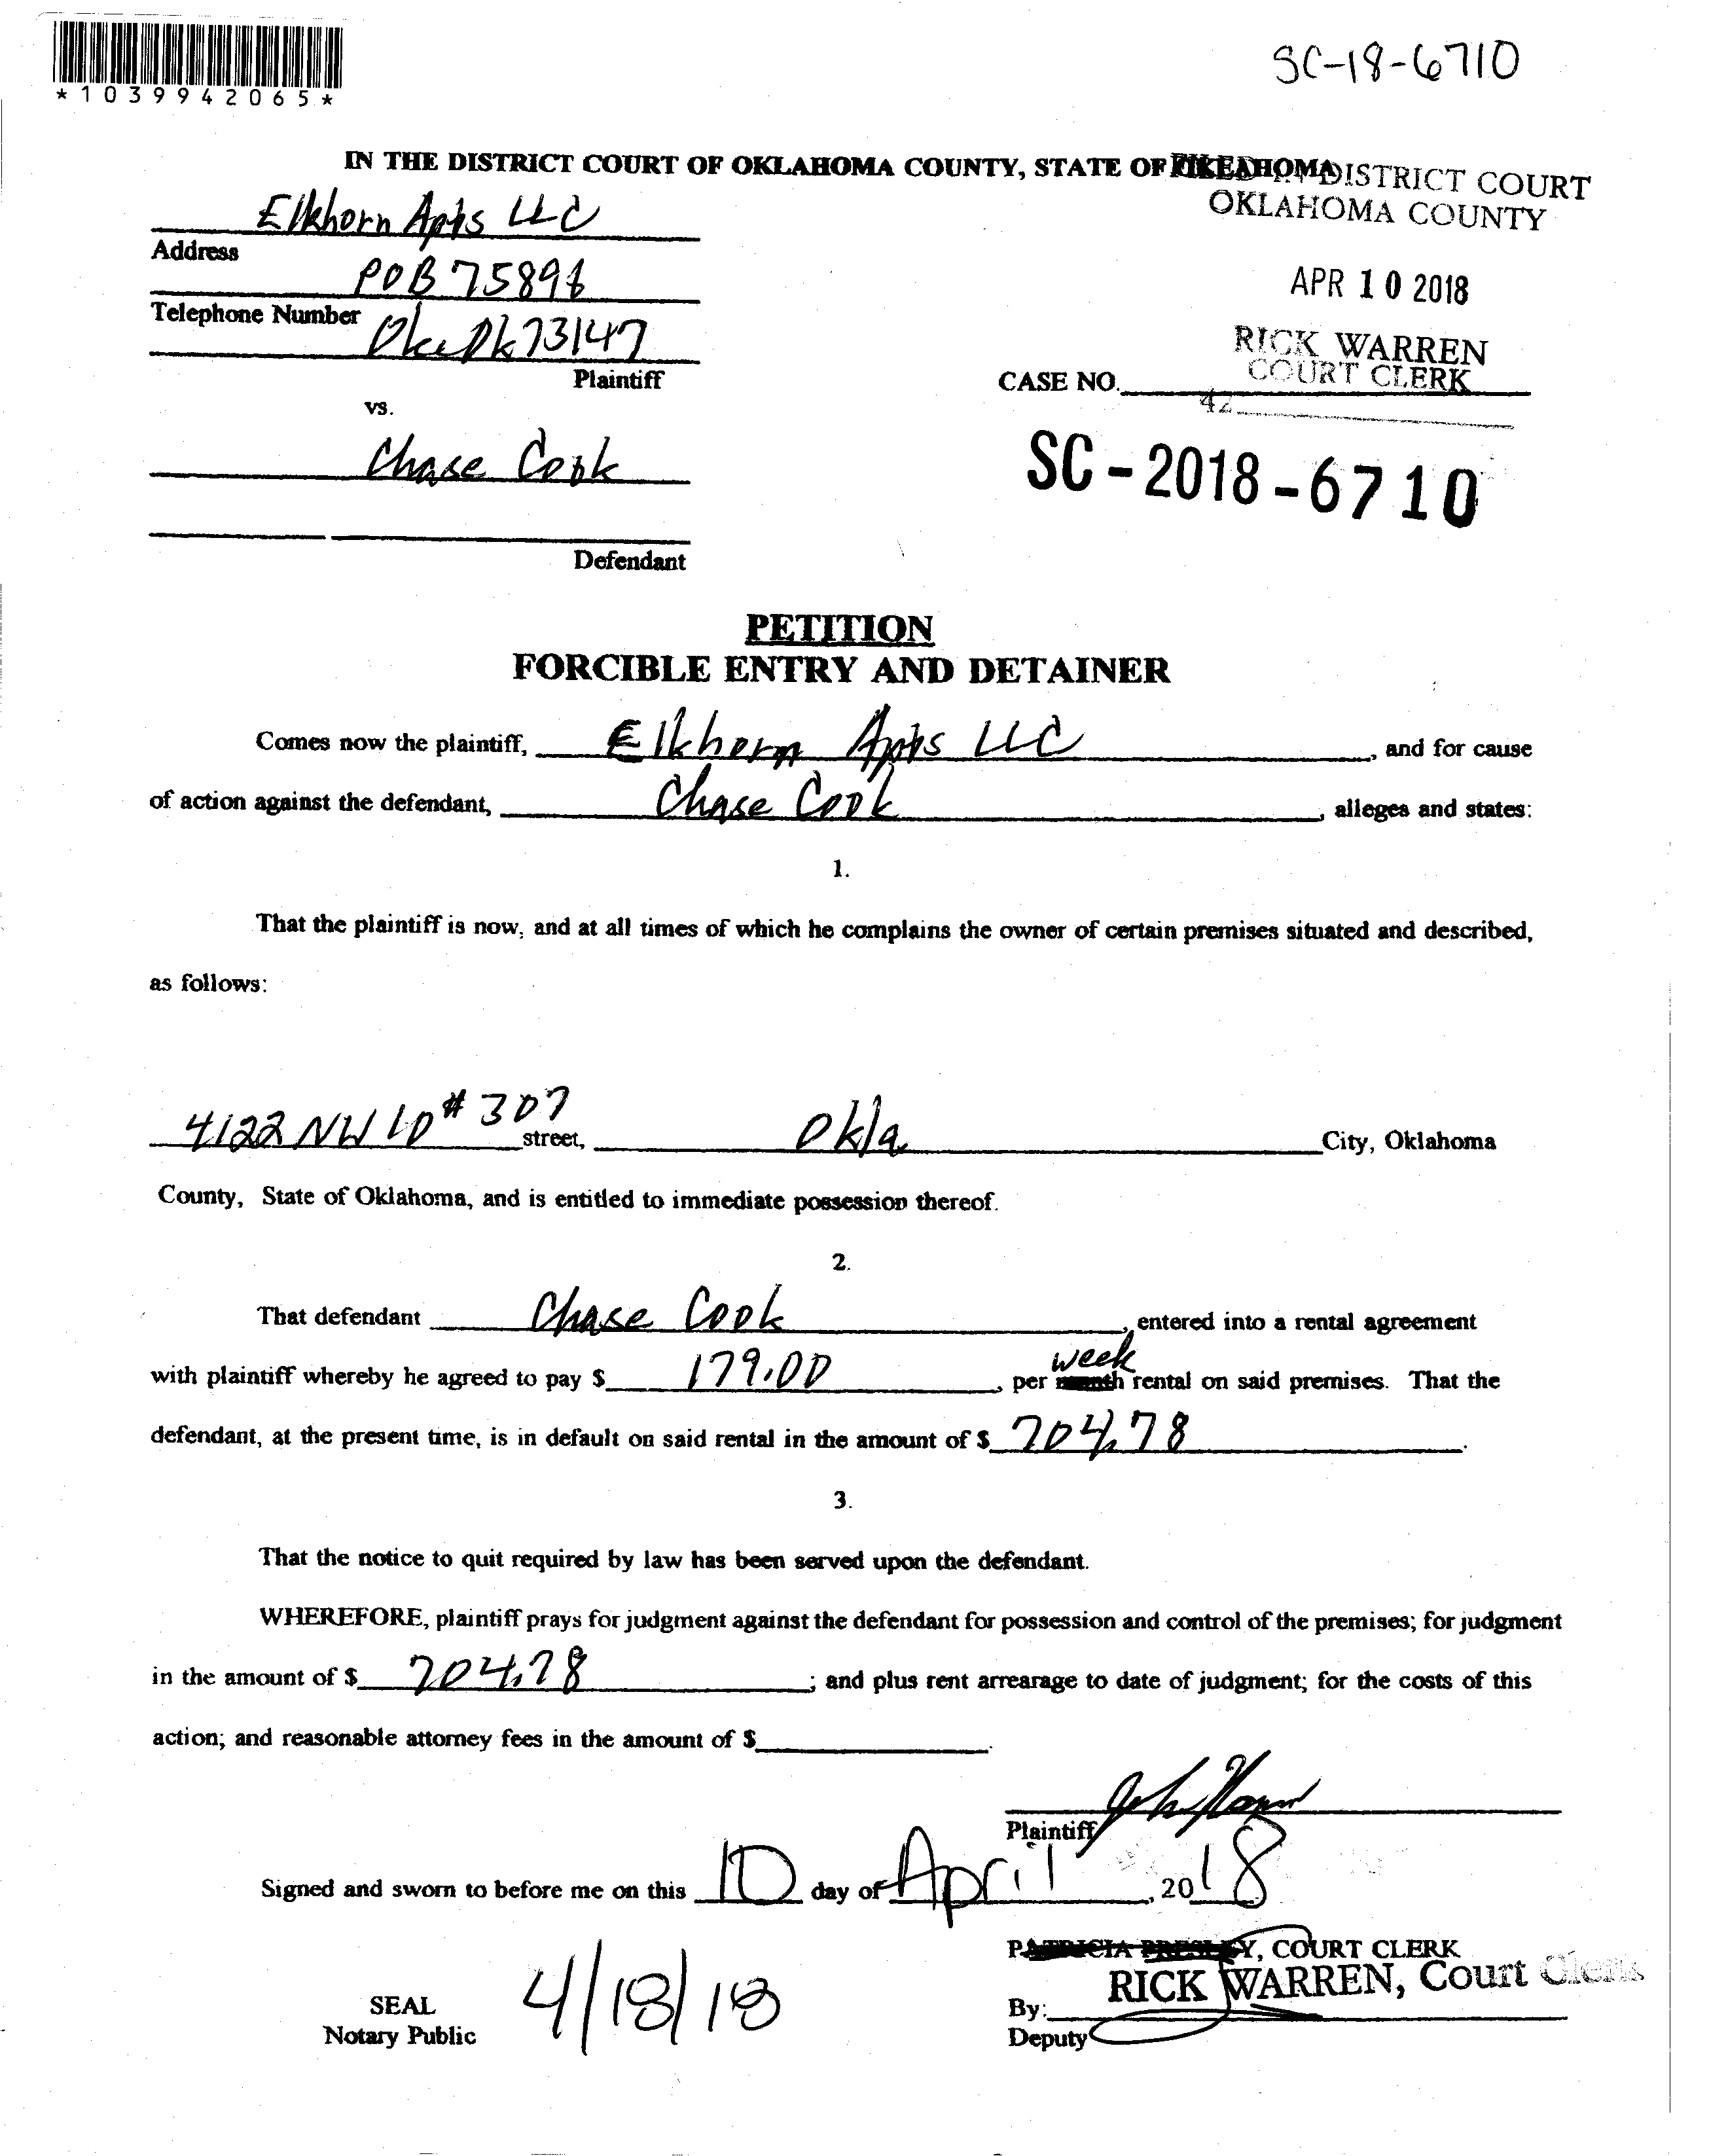 *1039942065*
SC-18-6710
IN THE DISTRICT COURT OF OKLAHOMA COUNTY, STATE OF OKLAHOMA
DISTRICT COURT
OKLAHOMA COUNTY
Elkhorn Apts LLC
Address
POB 75896
APR 10 2018
Telephone Number
Okc Ok 73147
RICK WARREN
COURT CLERK
Plaintiff
CASE NO.
42
vs.
Chase Cook
SC-2018-6710
Defendant
PETITION
FORCIBLE ENTRY AND DETAINER
Comes now the plaintiff, Elkhorn Apts LLC, and for cause
of action against the defendant, Chase Cook, alleges and states:
1.
That the plaintiff is now, and at all times of which he complains the owner of certain premises situated and described,
as follows:
4122 NW 10 # 307 street, Okla City, Oklahoma
County, State of Oklahoma, and is entitled to immediate possession thereof.
2.
That defendant Chase Cook, entered into a rental agreement
week
with plaintiff whereby he agreed to pay $ 179.00, per month rental on said premises. That the
defendant, at the present time, is in default on said rental in the amount of $ 704.78.
3.
That the notice to quit required by law has been served upon the defendant.
WHEREFORE, plaintiff prays for judgment against the defendant for possession and control of the premises; for judgment
in the amount of $ 704.78; and plus rent arrearage to date of judgment; for the costs of this
action; and reasonable attorney fees in the amount of $ .
Plaintiff
Signed and sworn to before me on this 10 day of April, 2018
PATRICIA PRESLEY, COURT CLERK
RICK WARREN, Court Clerk
SEAL
4/18/18
By:
Notary Public
Deputy